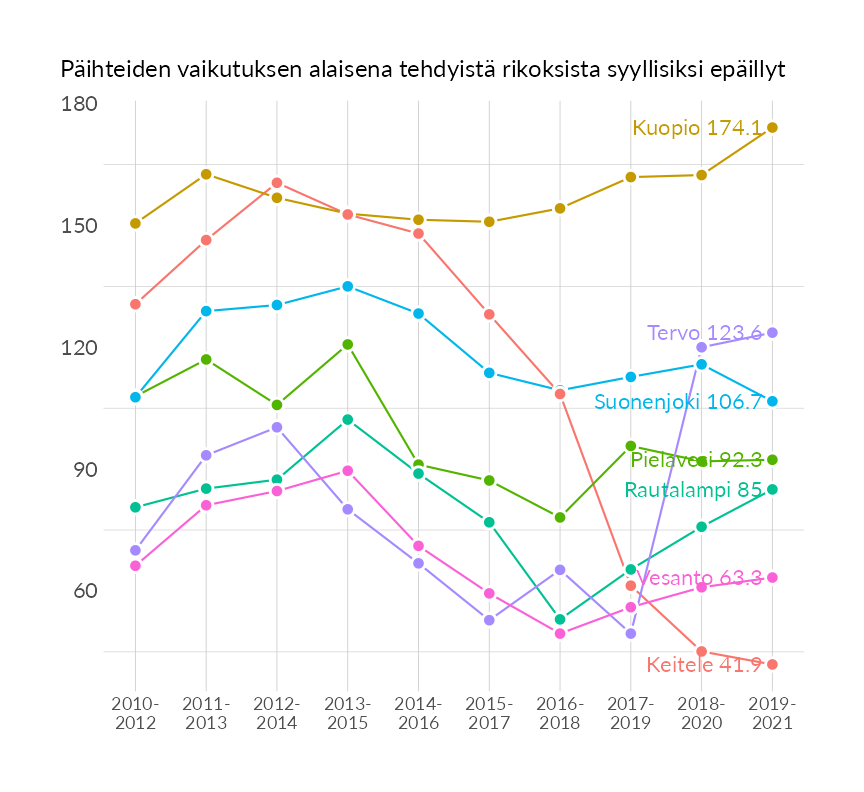 Päihteiden vaikutuksen alaisena tehdyistä rikoksista syyllisiksi epäillyt
180
Kuopio 174.1
150
Tervo 123.6
120
Suonenjoki 106.7
90
Pielavesi 92.3
Rautalampi 85
60
Vesanto 63.3
Keitele 41.9
2010- 2011- 2012- 2013- 2014- 2015- 2016- 2017- 2018- 2019-
2012 2013 2014 2015 2016 2017 2018 2019 2020 2021